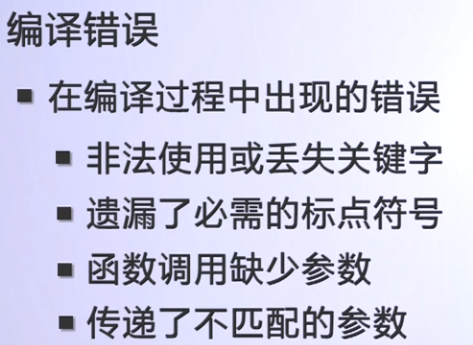 编译错误
■ 在编译过程中出现的错误
■ 非法使用或丢失关键字
■ 遗漏了必需的标点符号
■ 函数调用缺少参数
■ 传递了不匹配的参数